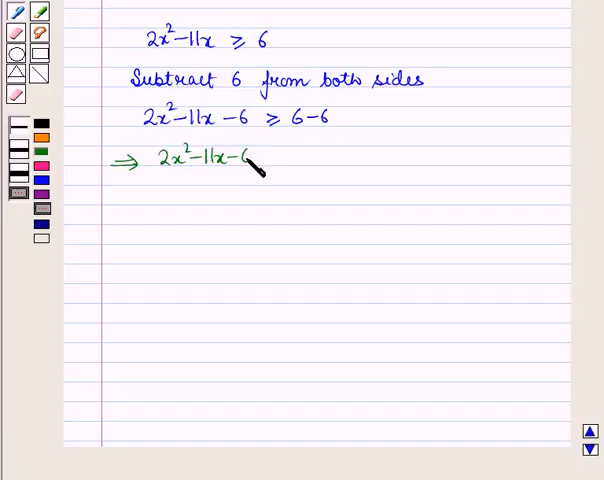 2x²-11x ≥ 6
Subtract 6 from both sides
2x²-11x-6 ≥ 6-6
⇒ 2x²-11x-6